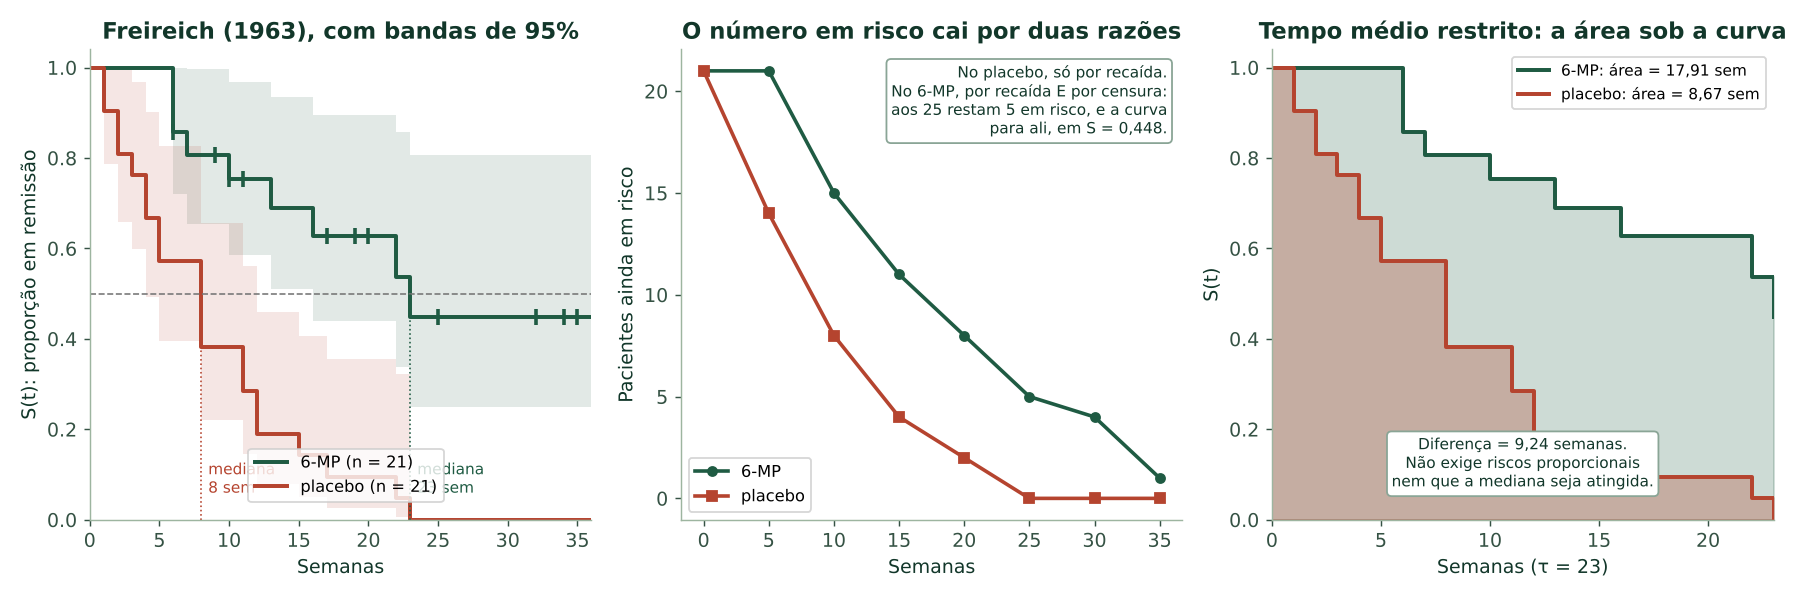 Freireich (1963), com bandas de 95%
S(t): proporção em remissão
1.0
0.8
0.6
0.4
0.2
0.0
mediana
8 sem
mediana
sem
6-MP (n = 21)
placebo (n = 21)
0 5 10 15 20 25 30 35
Semanas
O número em risco cai por duas razões
Pacientes ainda em risco
20
15
10
5
0
No placebo, só por recaída.
No 6-MP, por recaída E por censura:
aos 25 restam 5 em risco, e a curva
para ali, em S = 0,448.
6-MP
placebo
0 5 10 15 20 25 30 35
Semanas
Tempo médio restrito: a área sob a curva
S(t)
1.0
0.8
0.6
0.4
0.2
0.0
6-MP: área = 17,91 sem
placebo: área = 8,67 sem
Diferença = 9,24 semanas.
Não exige riscos proporcionais
nem que a mediana seja atingida.
0 5 10 15 20
Semanas (τ = 23)